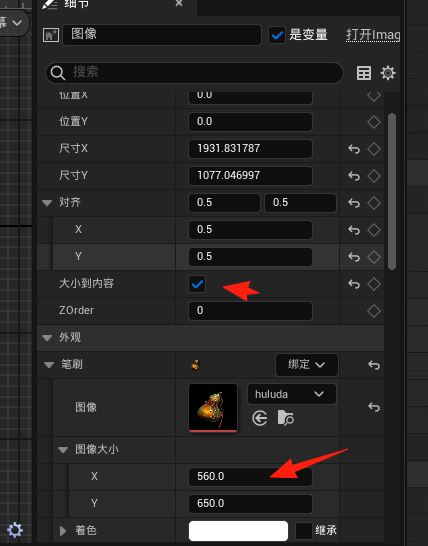 幕
细节
图像 是变量 打开Imag
搜索
位置X 0.0
位置Y 0.0
尺寸X 1931.831787
尺寸Y 1077.046997
对齐 0.5 0.5
X 0.5
Y 0.5
大小到内容
ZOrder 0
外观
笔刷 绑定
图像 huluda
图像大小
X 560.0
Y 650.0
着色 继承